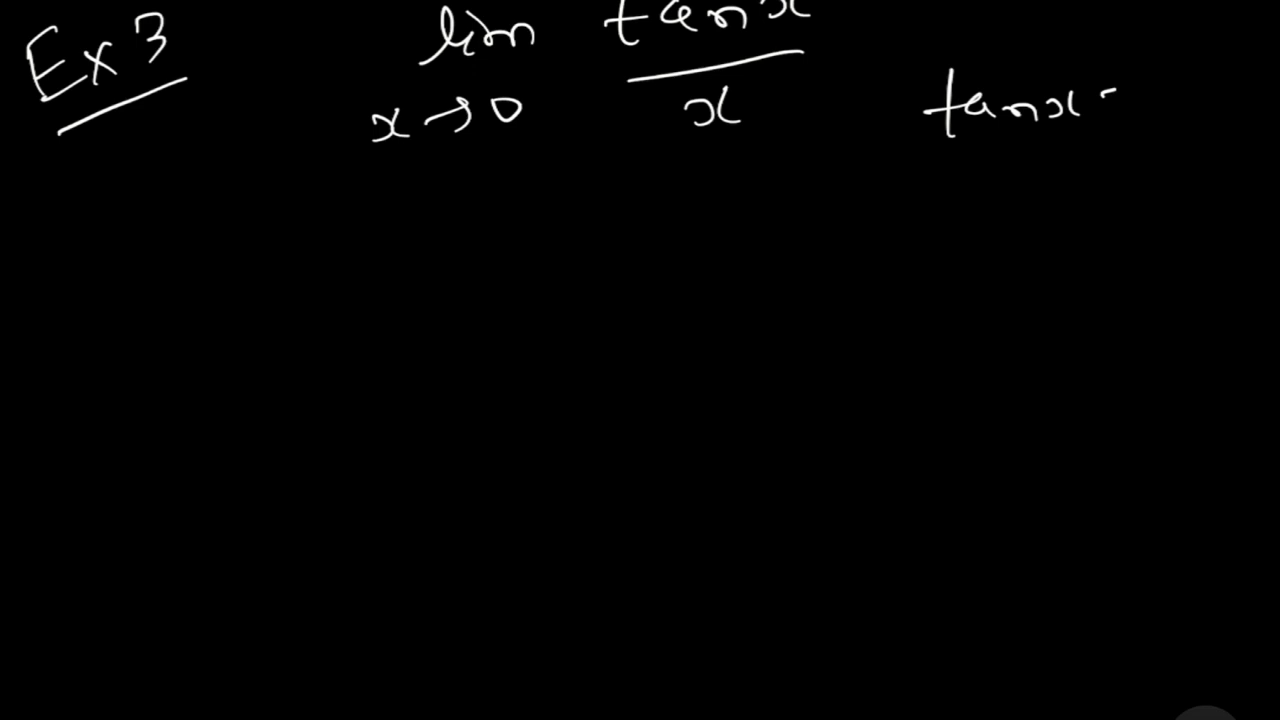 Ex 3
lim tanx
x→0 x
tanx -